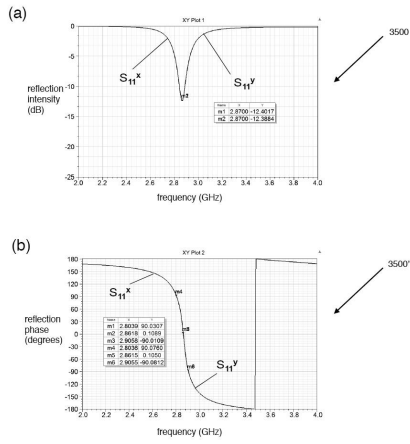 (a)
XY Plot 1
3500
0
-5
reflection -10
intensity
(dB)
-15
-20
-25
S11x
S11y
m2
Name X Y
m1 2.8700 -12.4017
m2 2.8700 -12.3884
2.0 2.2 2.4 2.6 2.8 3.0 3.2 3.4 3.6 3.8 4.0
frequency (GHz)
(b)
XY Plot 2
3500'
180
150
120
90
60
30
0
-30
-60
-90
-120
-150
-180
reflection
phase
(degrees)
S11x
m4
m5
m6
Name X Y
m1 2.8039 90.0307
m2 2.8618 0.1089
m3 2.9058 -90.0109
m4 2.8036 90.0760
m5 2.8615 0.1050
m6 2.9055 -90.0812
S11y
2.0 2.2 2.4 2.6 2.8 3.0 3.2 3.4 3.6 3.8 4.0
frequency (GHz)